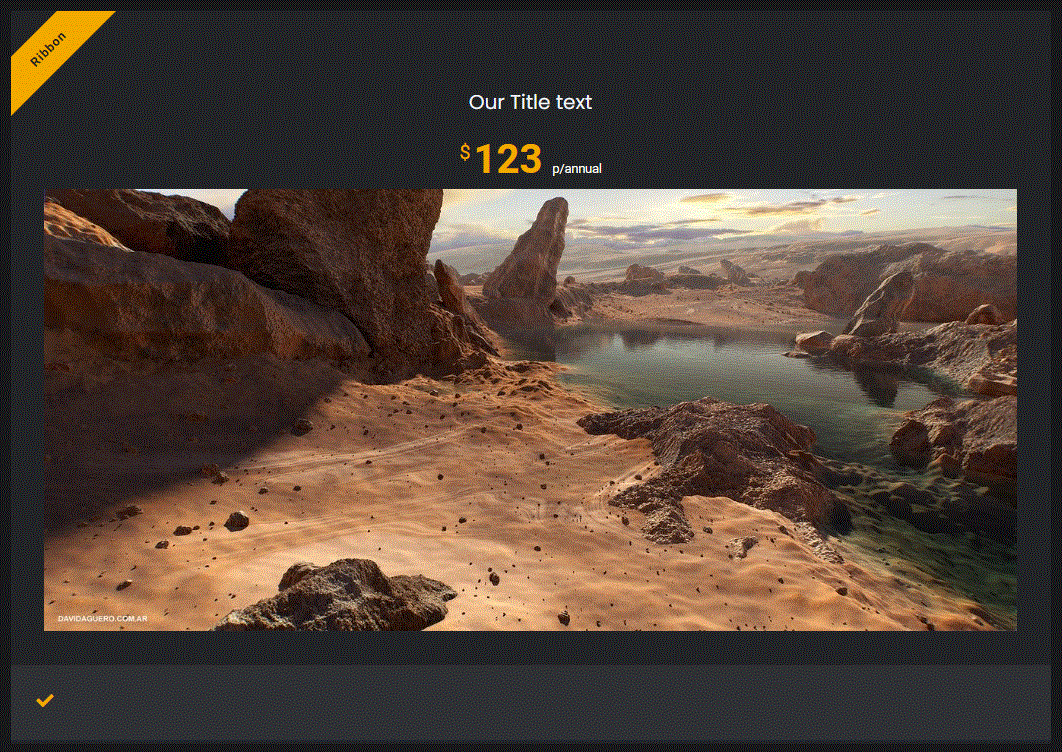 Ribbon
Our Title text
$123 p/annual
DAVIDAGUERO.COM.AR